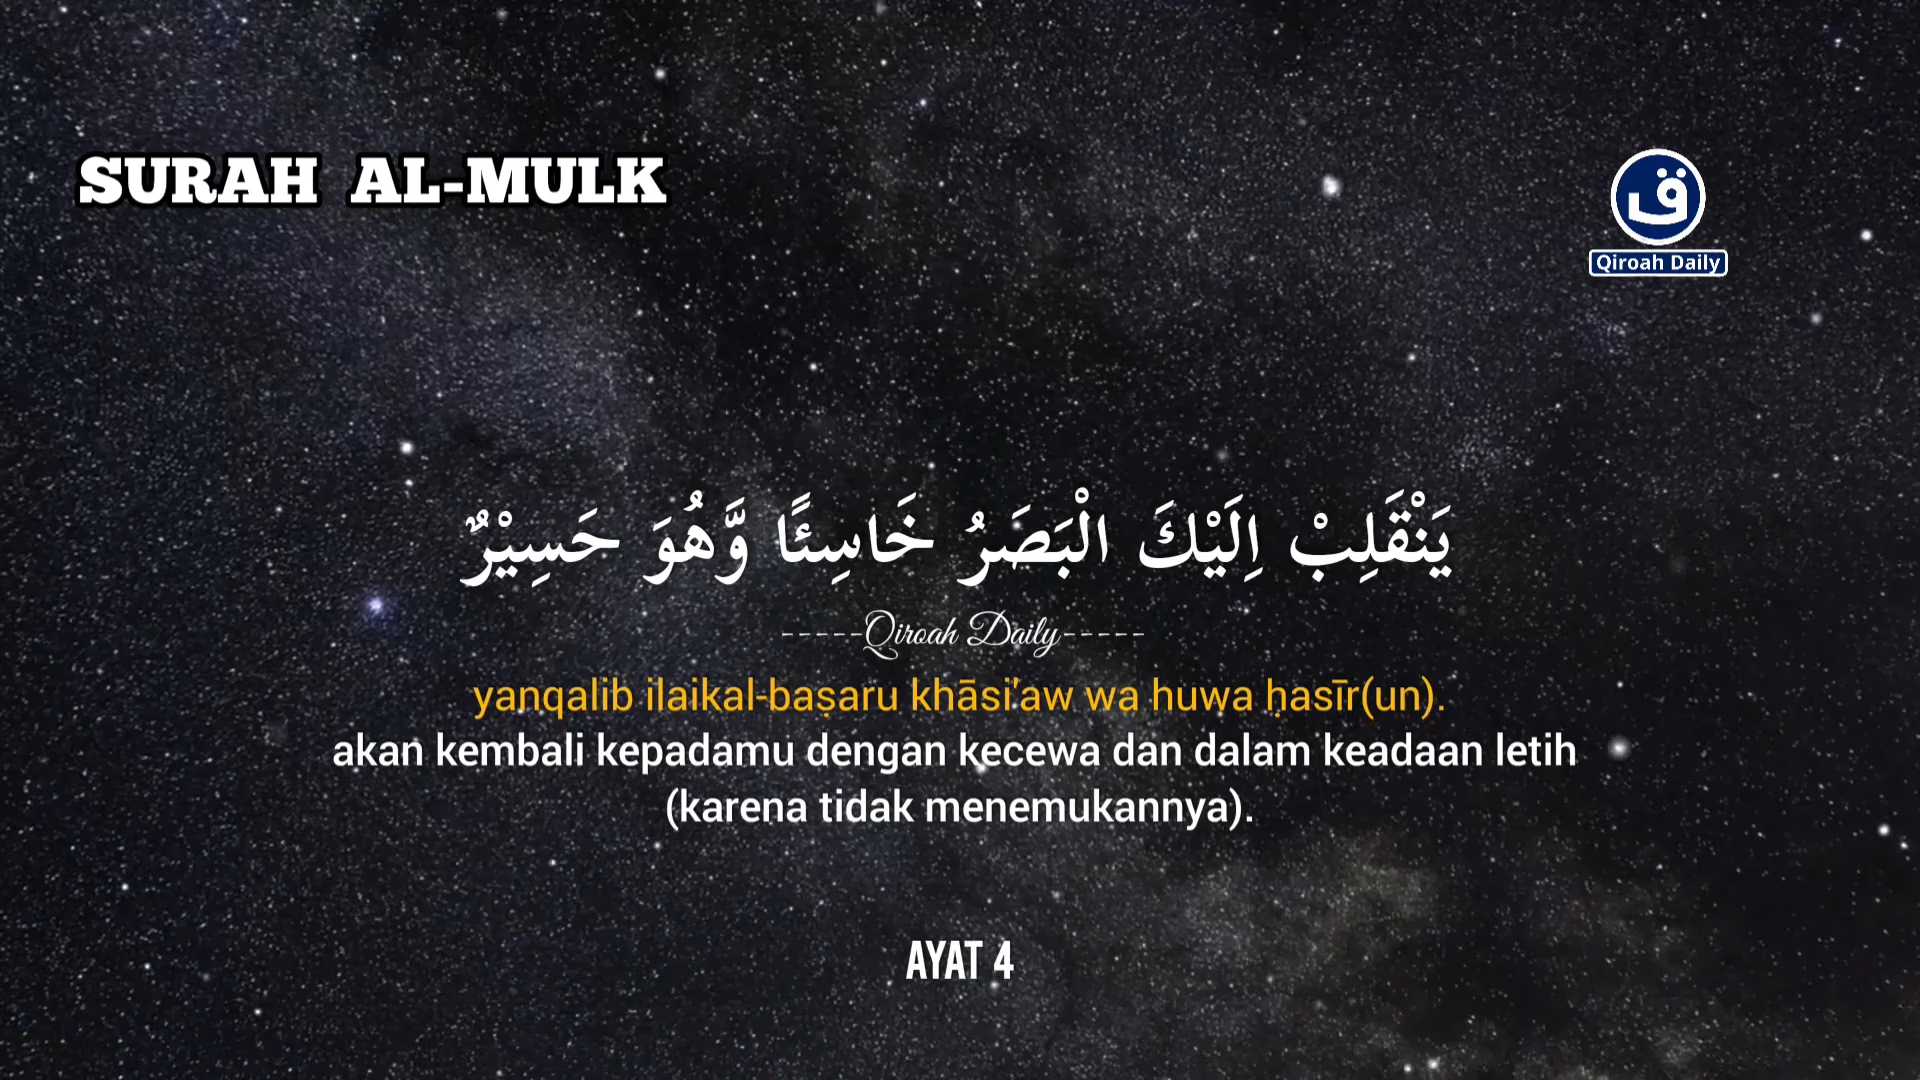 SURAH AL-MULK
ق
Qiroah Daily
يَنْقَلِبْ اِلَيْكَ الْبَصَرُ خَاسِئًا وَّهُوَ حَسِيْرٌ
-----Qiroah Daily-----
yanqalib ilaikal-baṣaru khāsi'aw wa huwa ḥasīr(un).
akan kembali kepadamu dengan kecewa dan dalam keadaan letih
(karena tidak menemukannya).
AYAT 4